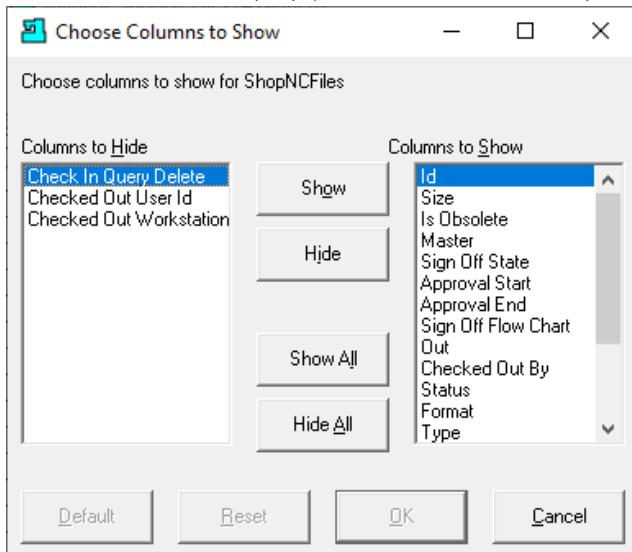 Choose Columns to Show
Choose columns to show for ShopNCFiles
Columns to Hide
Check In Query Delete
Checked Out User Id
Checked Out Workstation
Show
Hide
Show All
Hide All
Columns to Show
Id
Size
Is Obsolete
Master
Sign Off State
Approval Start
Approval End
Sign Off Flow Chart
Out
Checked Out By
Status
Format
Type
Default
Reset
OK
Cancel